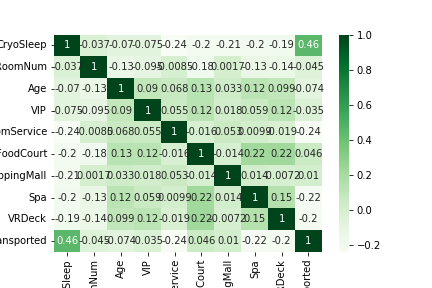 CryoSleep 1 -0.037 -0.07 -0.075 -0.24 -0.2 -0.21 -0.2 -0.19 0.46
RoomNum -0.037 1 -0.13 -0.095 -0.0085 -0.18 0.0017 -0.13 -0.14 -0.045
Age -0.07 -0.13 1 0.09 0.068 0.13 0.033 0.12 0.099 -0.074
VIP -0.075 -0.095 0.09 1 0.055 0.12 0.018 0.059 0.12 -0.035
omService -0.24 -0.0085 0.068 0.055 1 -0.016 0.053 0.0099 -0.019 -0.24
FoodCourt -0.2 -0.18 0.13 0.12 -0.016 1 -0.014 0.22 0.22 0.046
ppingMall -0.21 0.0017 0.033 0.018 0.053 -0.014 1 0.014 -0.0072 0.01
Spa -0.2 -0.13 0.12 0.059 0.0099 0.22 0.014 1 0.15 -0.22
VRDeck -0.19 -0.14 0.099 0.12 -0.019 0.22 -0.0072 0.15 1 -0.2
ansported 0.46 -0.045 -0.074 -0.035 -0.24 0.046 0.01 -0.22 -0.2 1
Sleep
mNum
Age
VIP
ervice
Court
gMall
Spa
RDeck
ported
1.0
0.8
0.6
0.4
0.2
0.0
−0.2